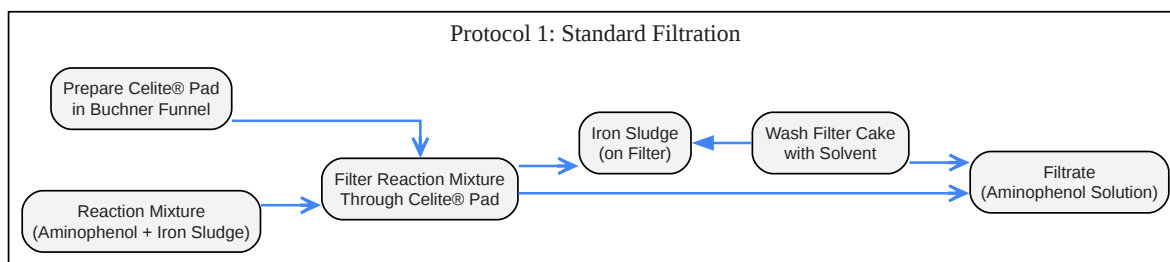 Protocol 1: Standard Filtration
Prepare Celite® Pad
in Buchner Funnel
Reaction Mixture
(Aminophenol + Iron Sludge)
Filter Reaction Mixture
Through Celite® Pad
Iron Sludge
(on Filter)
Wash Filter Cake
with Solvent
Filtrate
(Aminophenol Solution)